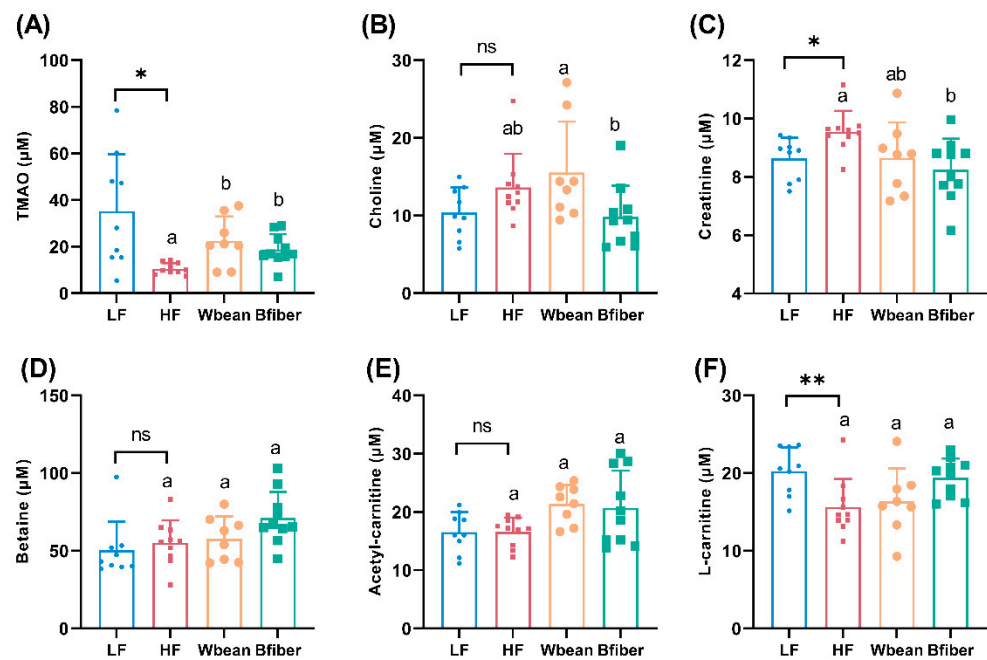 (A)
TMAO (µM)
100
80
60
40
20
0
*
a
b
b
LF HF Wbean Bfiber
(B)
Choline (µM)
30
20
10
0
ns
ab
a
b
LF HF Wbean Bfiber
(C)
Creatinine (µM)
12
10
8
6
4
*
a
ab
b
LF HF Wbean Bfiber
(D)
Betaine (µM)
150
100
50
0
ns
a
a
a
LF HF Wbean Bfiber
(E)
Acetyl-carnitine (µM)
40
30
20
10
0
ns
a
a
a
LF HF Wbean Bfiber
(F)
L-carnitine (µM)
30
20
10
0
**
a
a
a
LF HF Wbean Bfiber